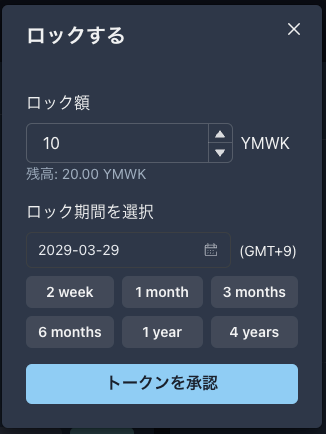 ロックする
ロック額
10 YMWK
残高: 20.00 YMWK
ロック期間を選択
2029-03-29 (GMT+9)
2 week 1 month 3 months
6 months 1 year 4 years
トークンを承認